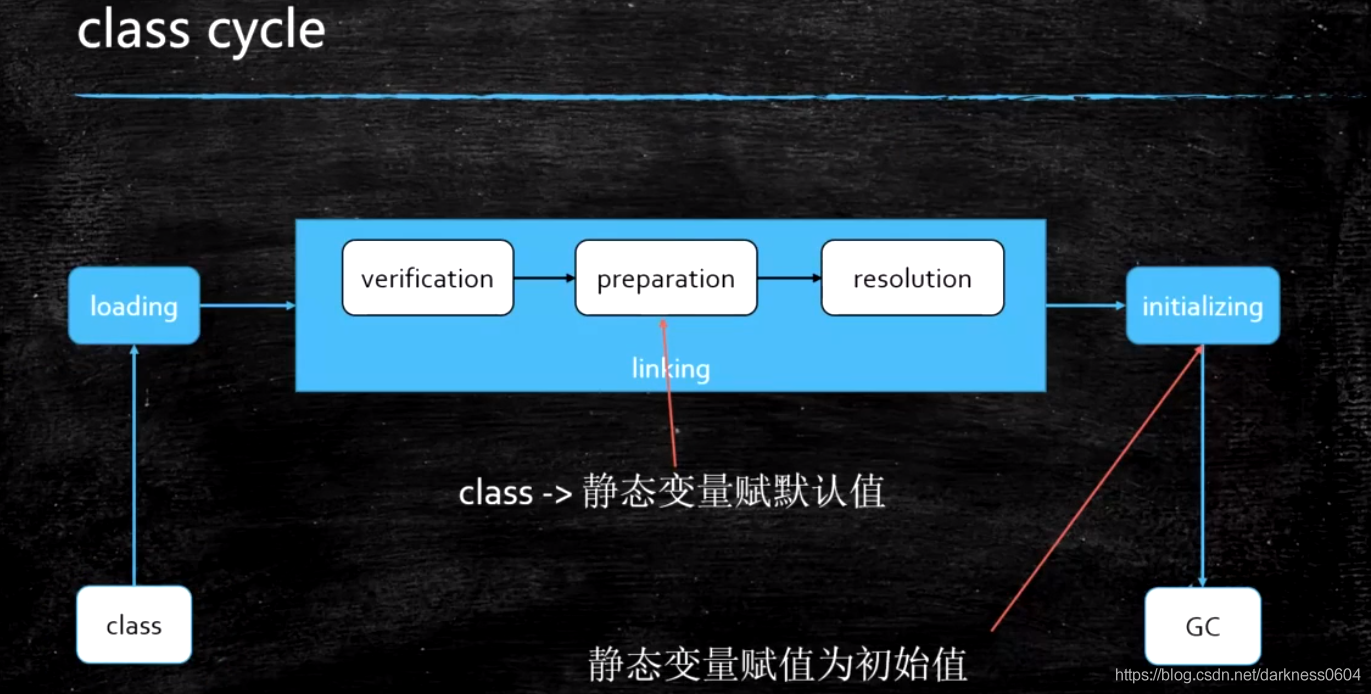 class cycle
verification
preparation
resolution
loading
initializing
linking
class -> 静态变量赋默认值
class
GC
静态变量赋值为初始值
https://blog.csdn.net/darkness0604